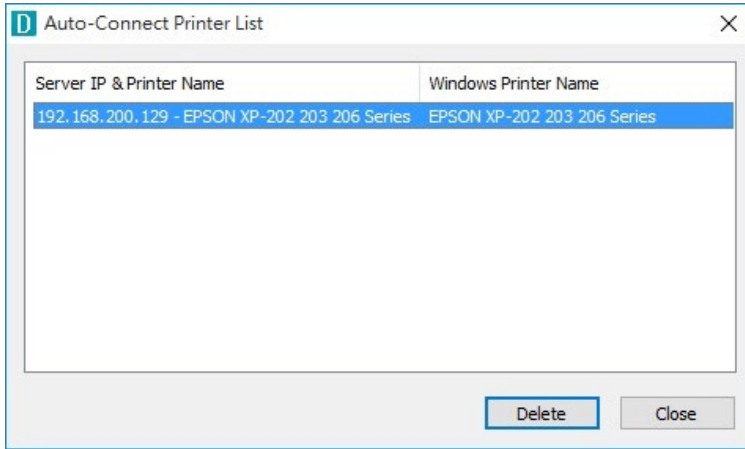 D Auto-Connect Printer List
Server IP & Printer Name Windows Printer Name
192.168.200.129 - EPSON XP-202 203 206 Series EPSON XP-202 203 206 Series
Delete Close